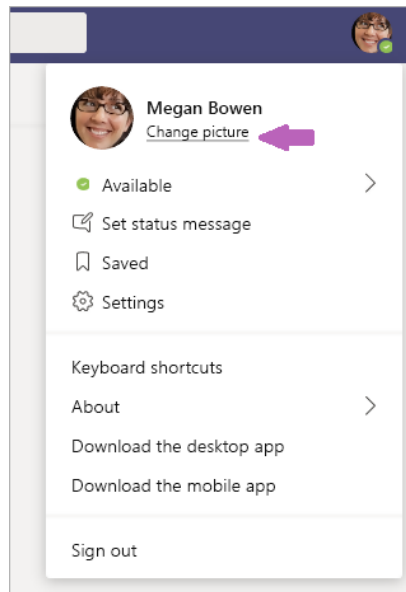 Megan Bowen
Change picture
Available
Set status message
Saved
Settings
Keyboard shortcuts
About
Download the desktop app
Download the mobile app
Sign out